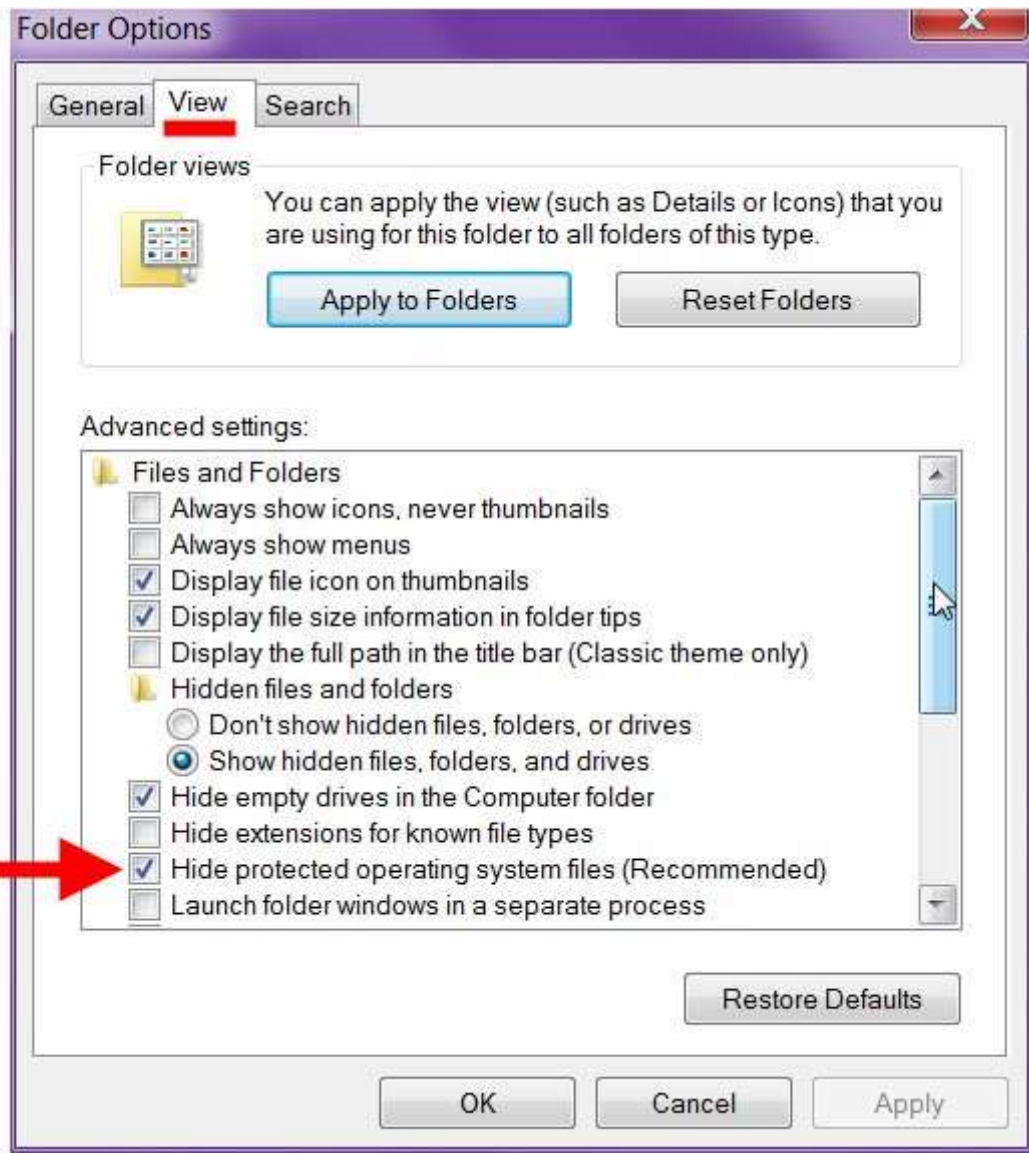 Folder Options
X
General View Search
Folder views
You can apply the view (such as Details or Icons) that you
are using for this folder to all folders of this type.
Apply to Folders Reset Folders
Advanced settings:
Files and Folders
Always show icons, never thumbnails
Always show menus
Display file icon on thumbnails
Display file size information in folder tips
Display the full path in the title bar (Classic theme only)
Hidden files and folders
Don't show hidden files, folders, or drives
Show hidden files, folders, and drives
Hide empty drives in the Computer folder
Hide extensions for known file types
Hide protected operating system files (Recommended)
Launch folder windows in a separate process
Restore Defaults
OK Cancel Apply